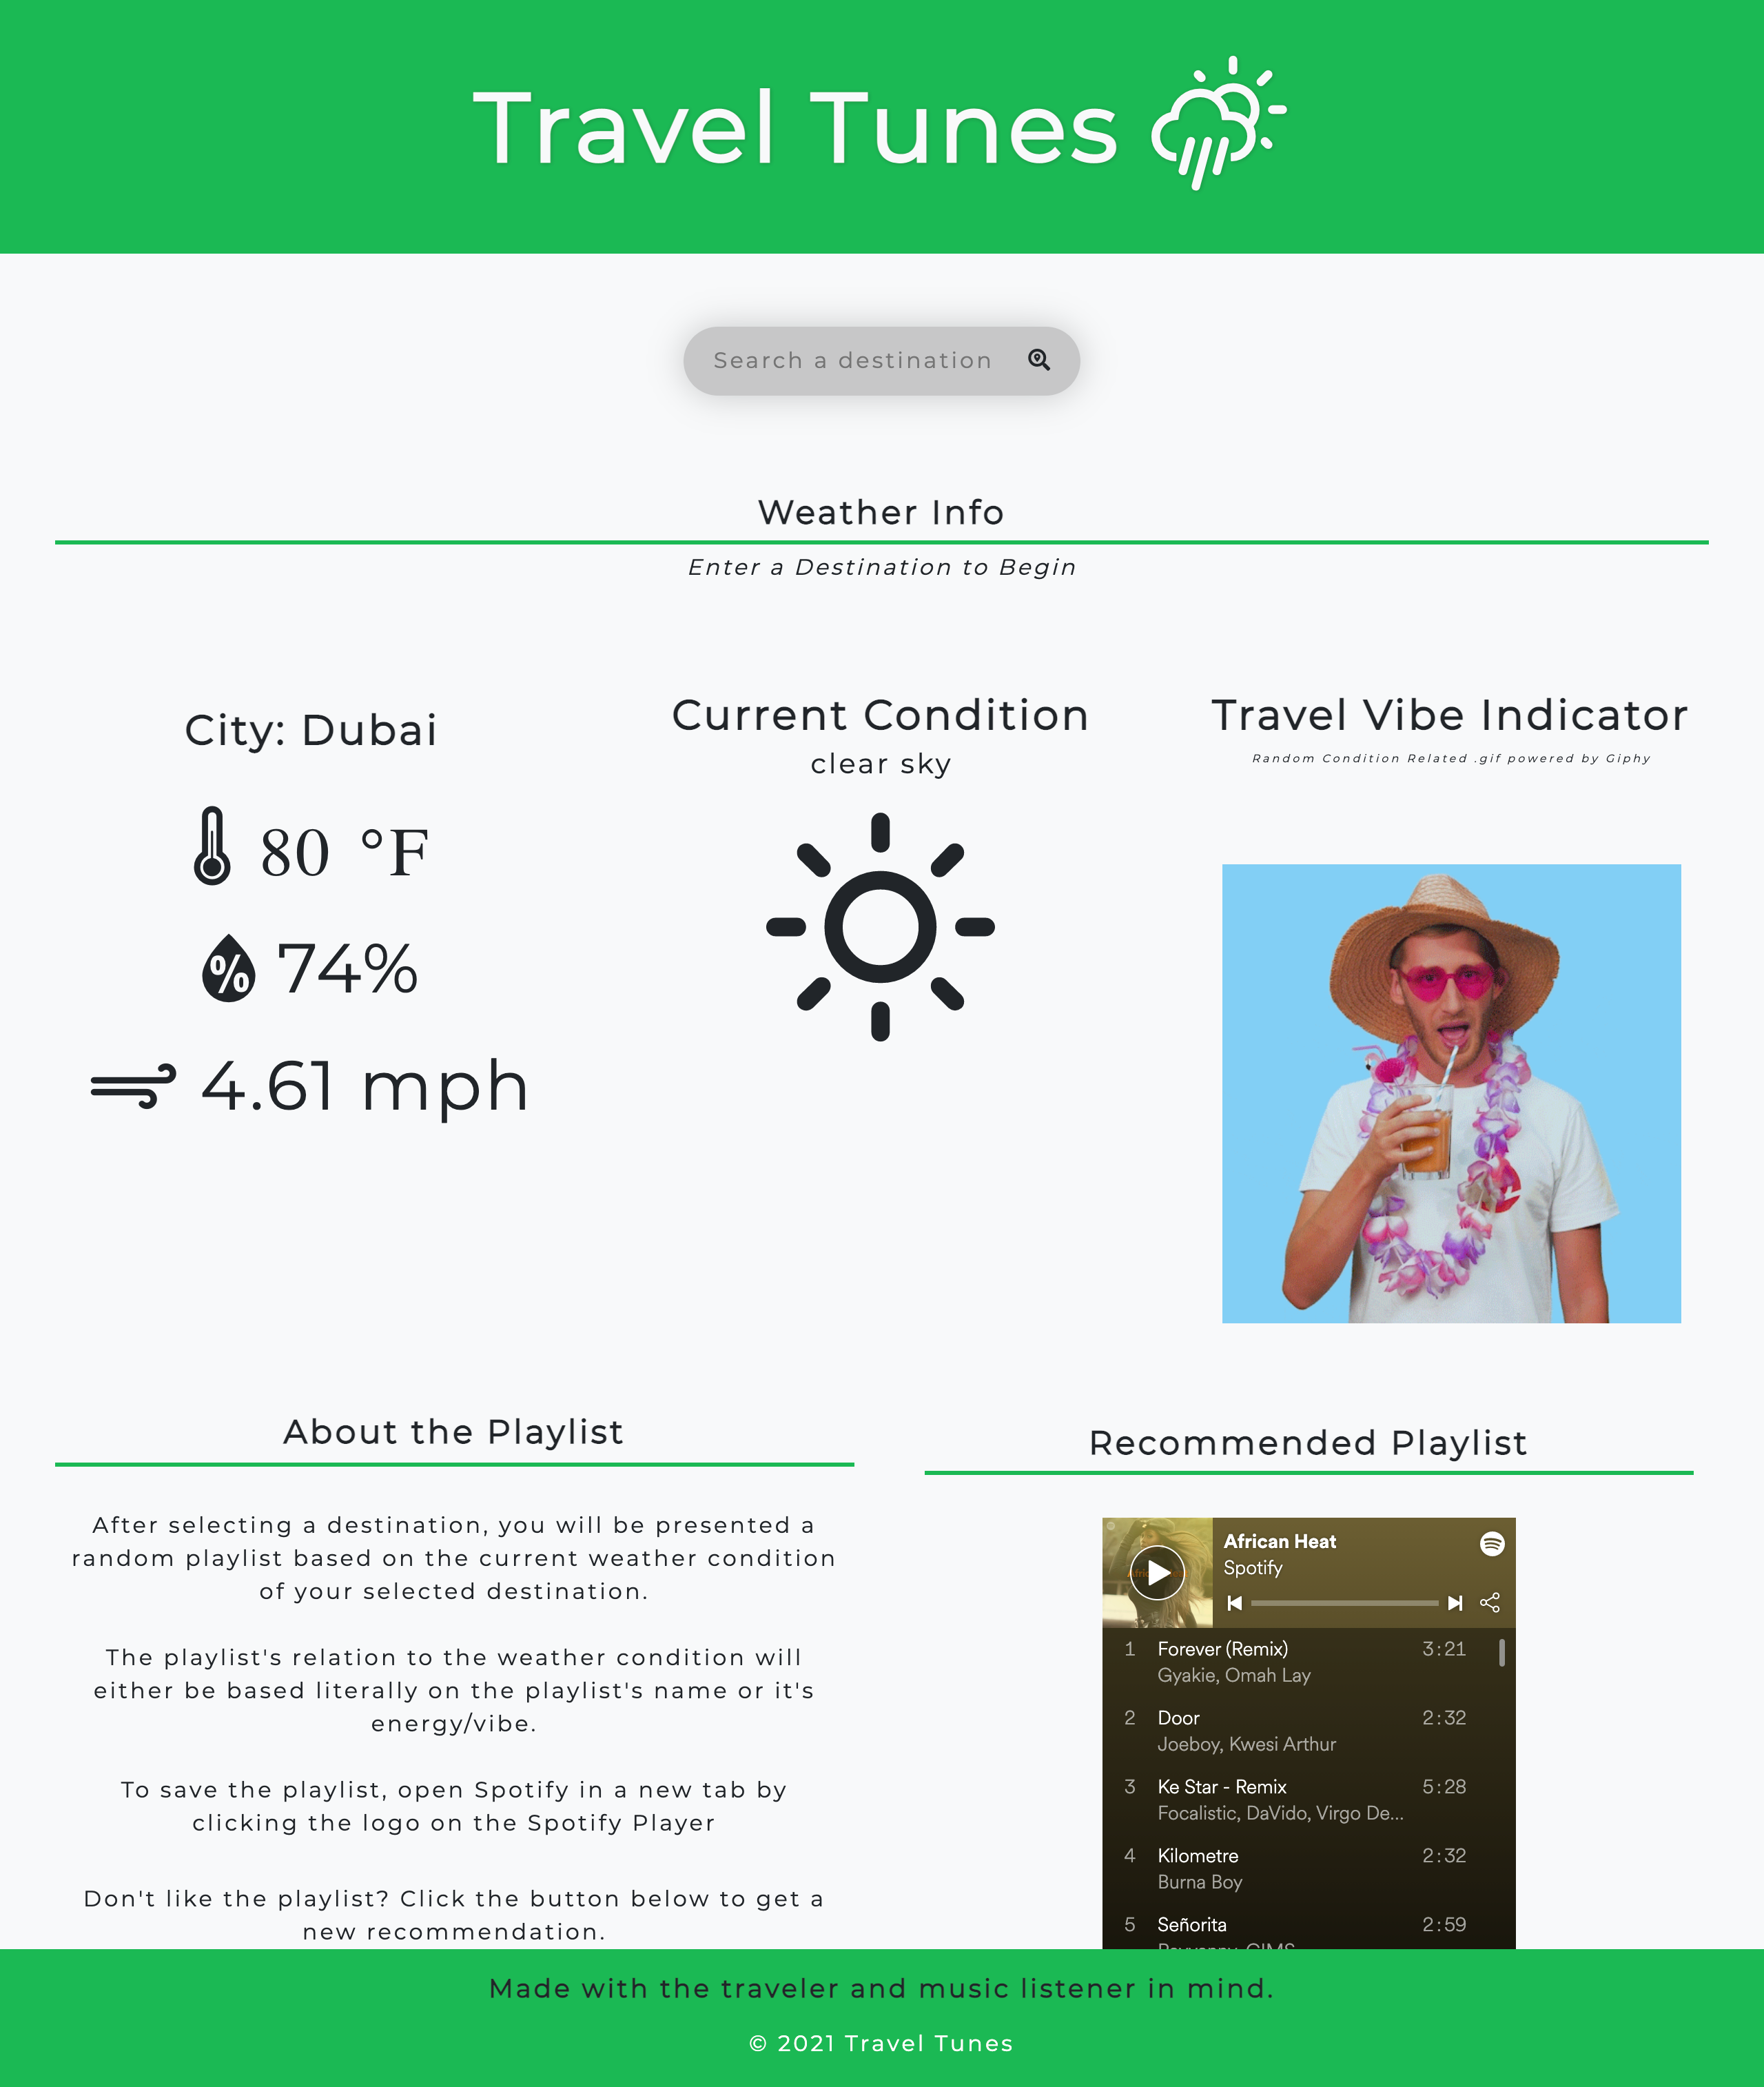 Travel Tunes
Search a destination
Weather Info
Enter a Destination to Begin
City: Dubai
80 °F
%
74%
4.61 mph
Current Condition
clear sky
Travel Vibe Indicator
Random Condition Related .gif powered by Giphy
About the Playlist
After selecting a destination, you will be presented a
random playlist based on the current weather condition
of your selected destination.
The playlist's relation to the weather condition will
either be based literally on the playlist's name or it's
energy/vibe.
To save the playlist, open Spotify in a new tab by
clicking the logo on the Spotify Player
Don't like the playlist? Click the button below to get a
new recommendation.
Recommended Playlist
African Heat
Spotify
1 Forever (Remix) 3:21
Gyakie, Omah Lay
2 Door 2:32
Joeboy, Kwesi Arthur
3 Ke Star - Remix 5:28
Focalistic, DaVido, Virgo De...
4 Kilometre 2:32
Burna Boy
5 Señorita 2:59
Made with the traveler and music listener in mind.
© 2021 Travel Tunes